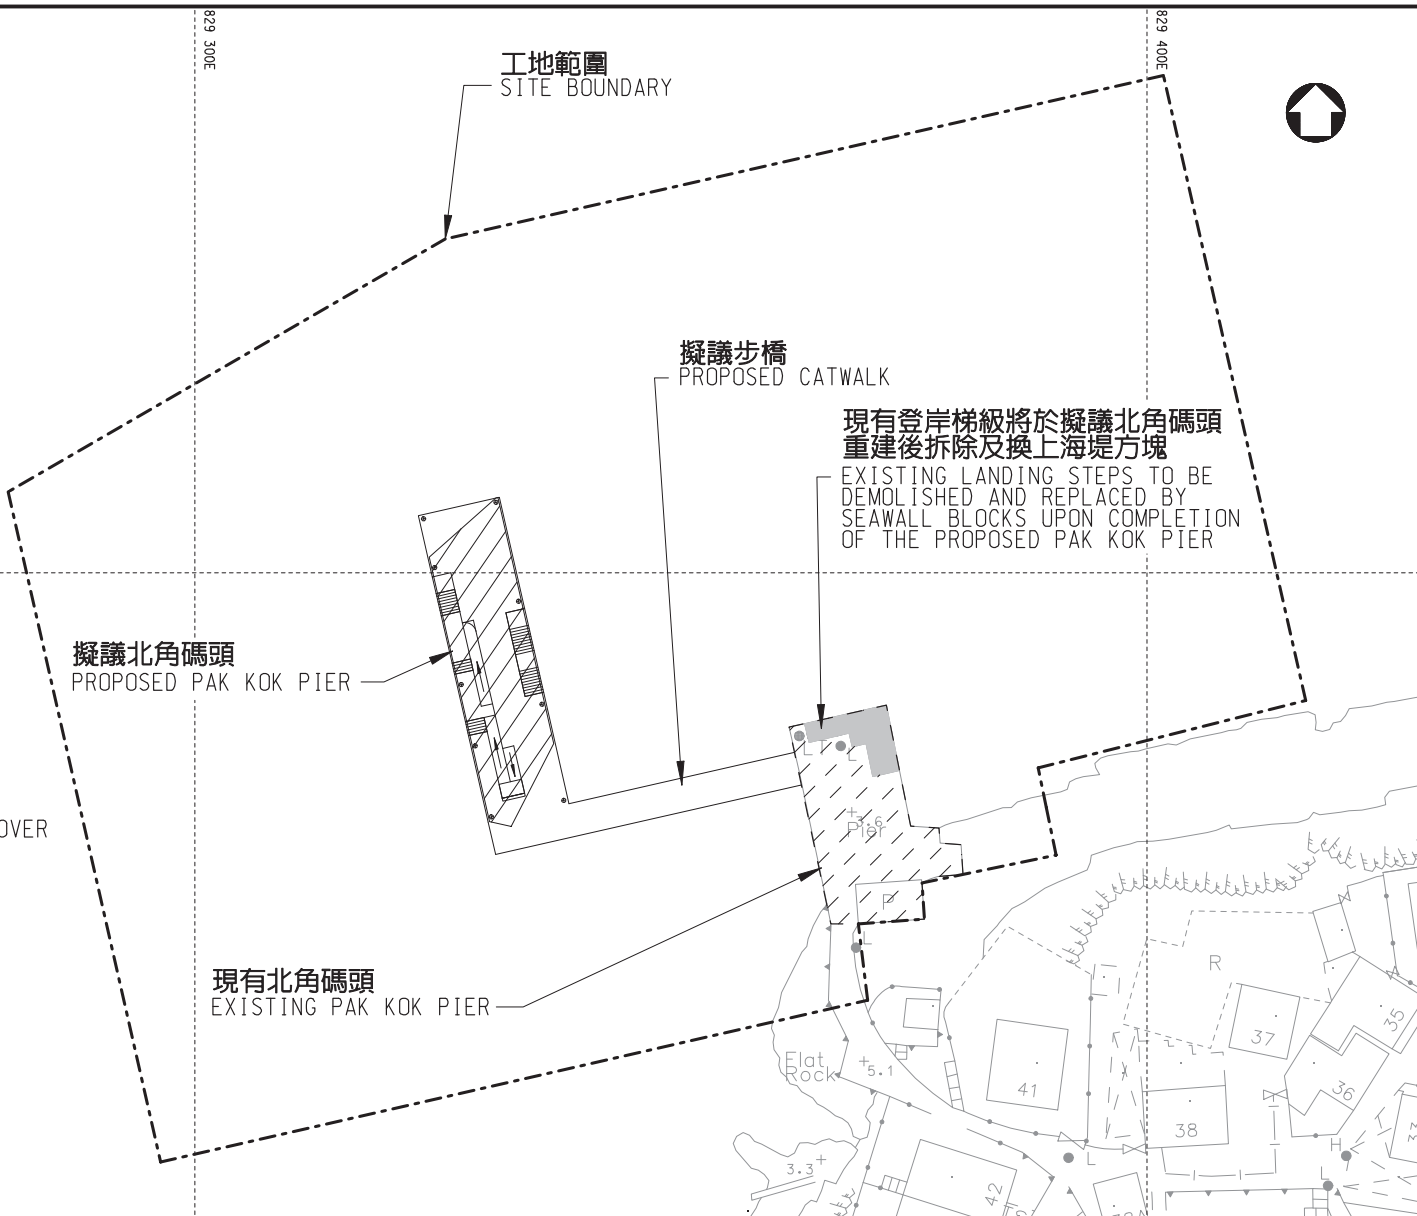 829 300E
829 400E
工地範圍
SITE BOUNDARY
擬議步橋
PROPOSED CATWALK
現有登岸梯級將於擬議北角碼頭
重建後拆除及換上海堤方塊
EXISTING LANDING STEPS TO BE
DEMOLISHED AND REPLACED BY
SEAWALL BLOCKS UPON COMPLETION
OF THE PROPOSED PAK KOK PIER
擬議北角碼頭
PROPOSED PAK KOK PIER
LT
L
3.6
Pier
OVER
P
L
現有北角碼頭
EXISTING PAK KOK PIER
R
35
37
Flat
Rock
5.1
41
36
38
33
H
L
3.3
L
42